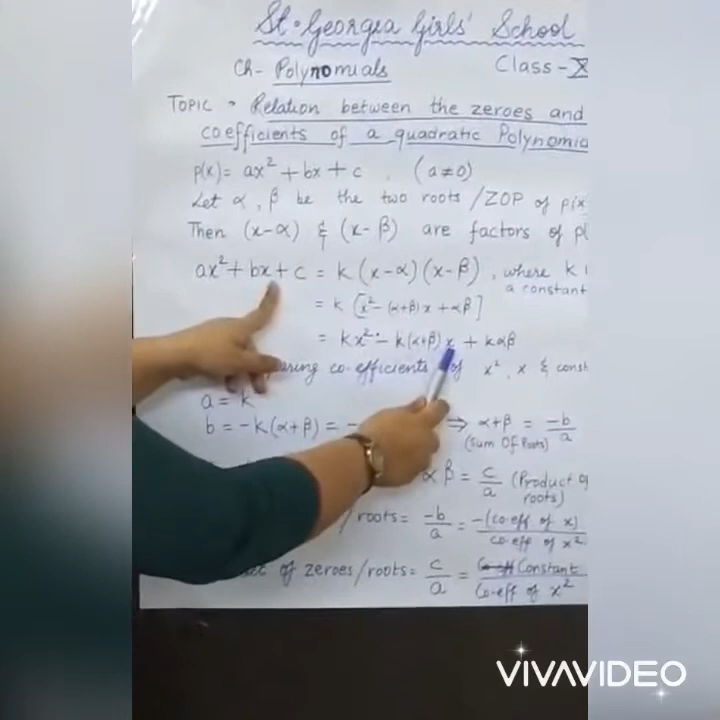 St. Georgia Girls' School
Ch- Polynomials
Class-X
TOPIC - Relation between the zeroes and
coefficients of a quadratic Polynomia
p(x) = ax² + bx + c , (a≠0)
Let α, β be the two roots /ZOP of p(x
Then (x-α) & (x-β) are factors of p(
ax² + bx + c = k (x-α) (x-β), where k
a constant
= k [x² - (α+β)x + αβ]
= kx² - k(α+β)x + kαβ
co-efficients of x², x & const
a = k
b = -k(α+β) = - ⇒ α+β = -b/a
(Sum Of Roots)
αβ = c/a (Product O
roots)
/roots = -b/a = -(co-eff of x)/co-eff of x²
of zeroes/roots = c/a = Constant/Co-eff of x²
VIVAVIDEO